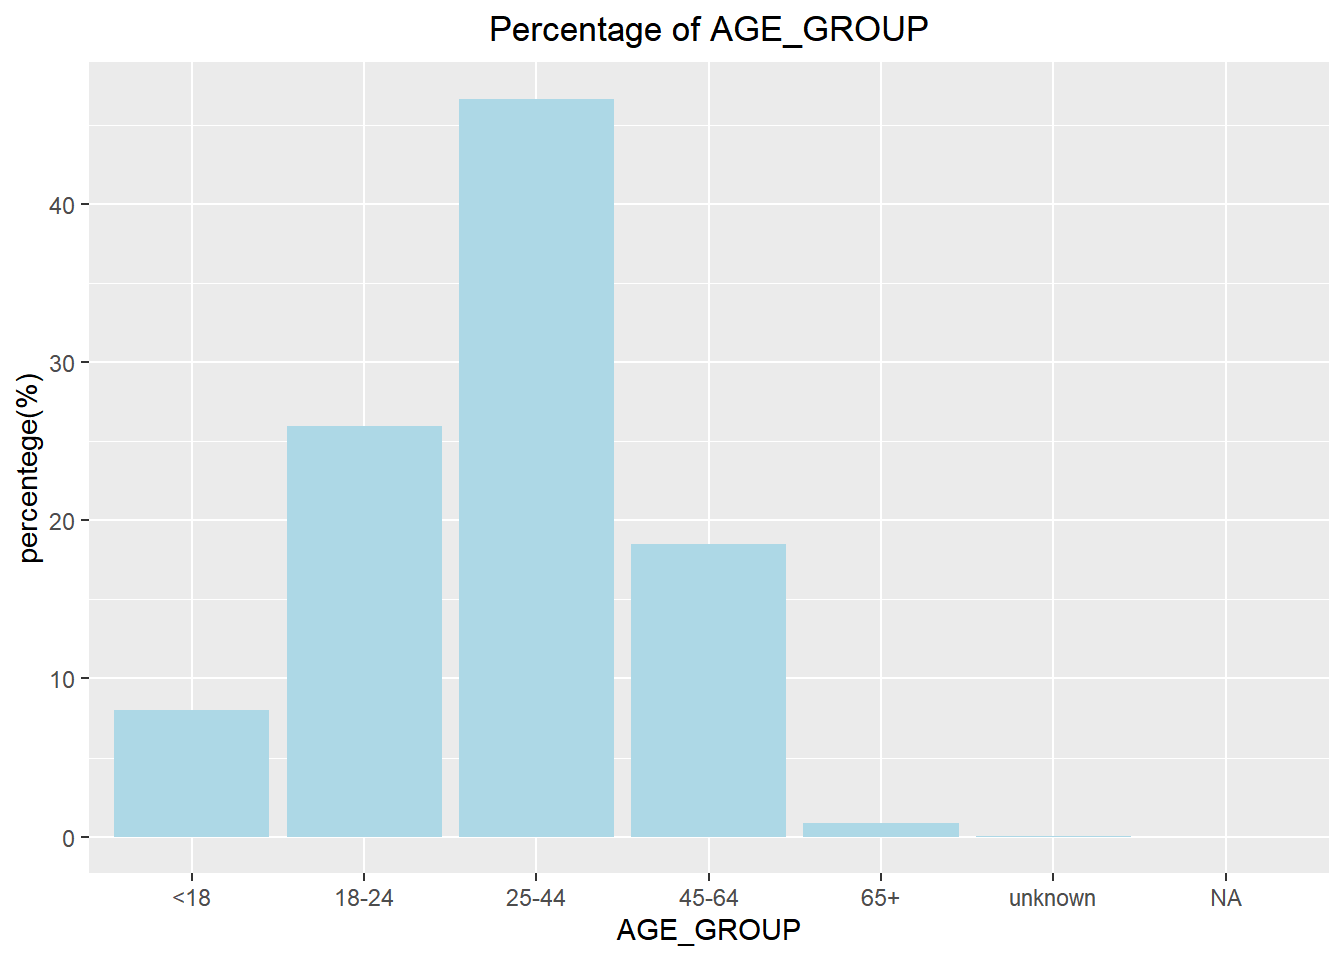 Percentage of AGE_GROUP
percentege(%)
40
30
20
10
0
<18 18-24 25-44 45-64 65+ unknown NA
AGE_GROUP